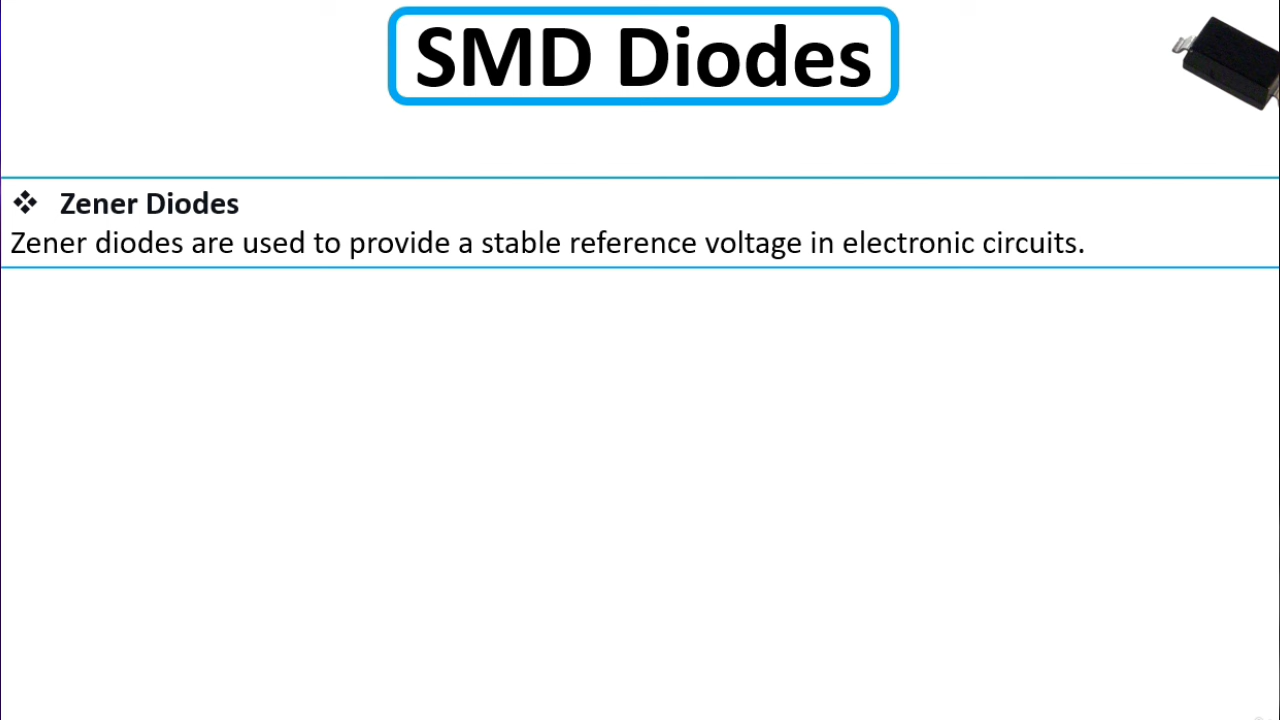 SMD Diodes
❖ Zener Diodes
Zener diodes are used to provide a stable reference voltage in electronic circuits.